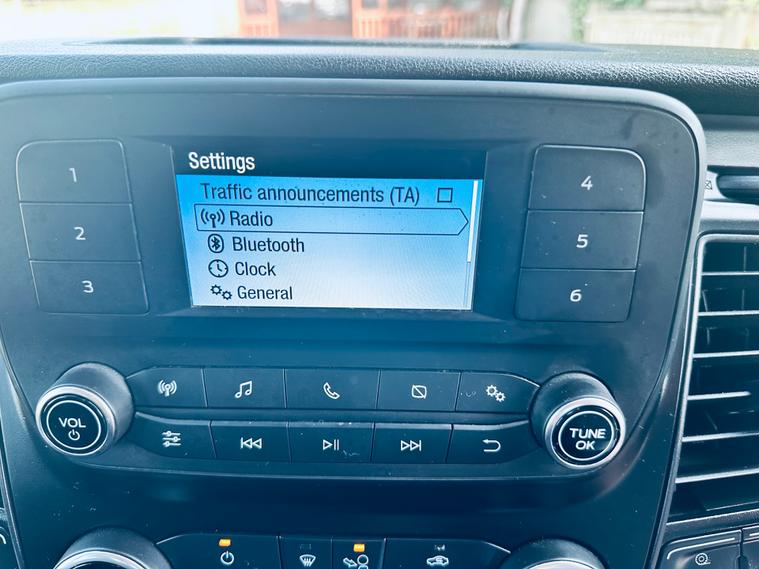 Settings
Traffic announcements (TA)
Radio
Bluetooth
Clock
General
1
2
3
4
5
6
VOL
TUNE
OK